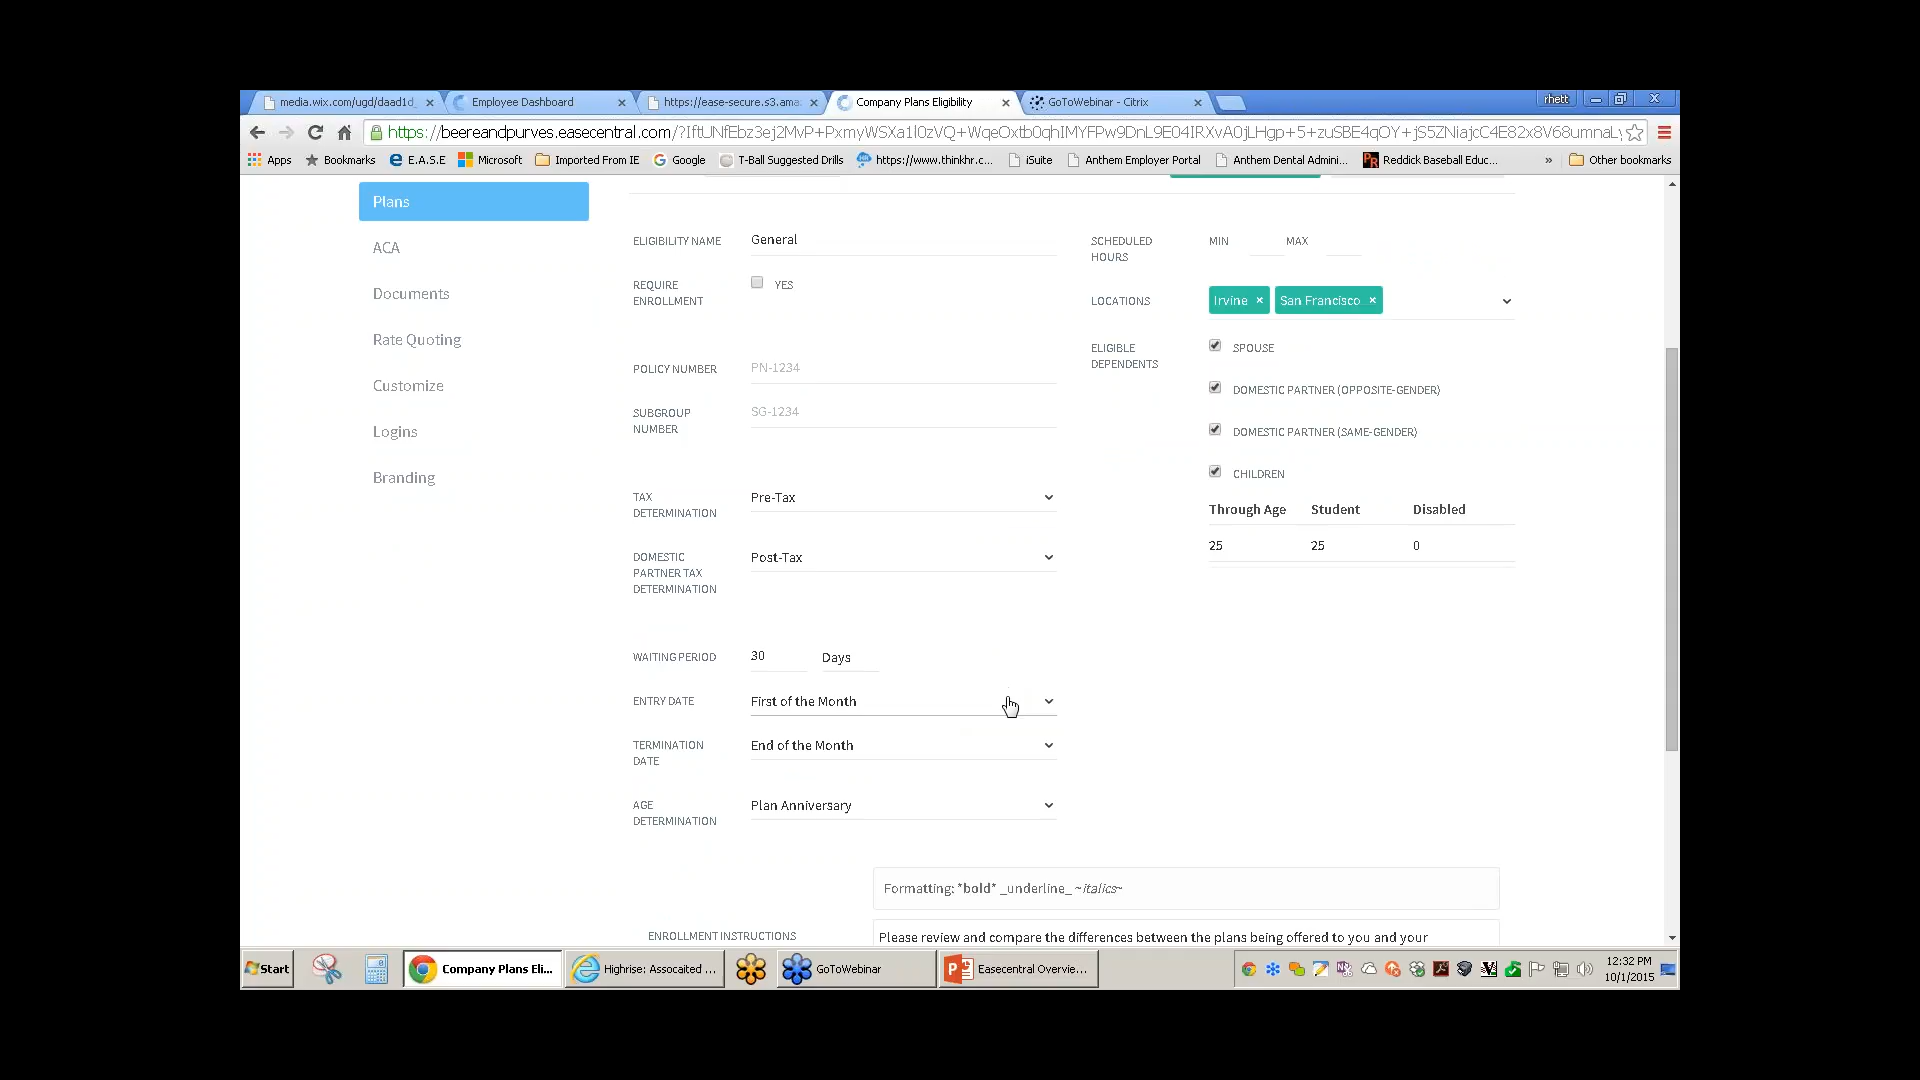 media.wix.com/ugd/daad1d_
Employee Dashboard
https://ease-secure.s3.ama
Company Plans Eligibility
GoToWebinar - Citrix
rhett
https://beereandpurves.easecentral.com/?
Apps
Bookmarks
E.A.S.E
Microsoft
Imported From IE
Google
T-Ball Suggested Drills
https://www.thinkhr.c...
iSuite
Anthem Employer Portal
Anthem Dental Admini...
Reddick Baseball Educ...
»
Other bookmarks
Plans
ACA
Documents
Rate Quoting
Customize
Logins
Branding
ELIGIBILITY NAME
General
REQUIRE
ENROLLMENT
YES
POLICY NUMBER
PN-1234
SUBGROUP
NUMBER
SG-1234
TAX
DETERMINATION
Pre-Tax
DOMESTIC
PARTNER TAX
DETERMINATION
Post-Tax
WAITING PERIOD
30
Days
ENTRY DATE
First of the Month
TERMINATION
DATE
End of the Month
AGE
DETERMINATION
Plan Anniversary
SCHEDULED
HOURS
MIN
MAX
LOCATIONS
Irvine ×
San Francisco ×
ELIGIBLE
DEPENDENTS
SPOUSE
DOMESTIC PARTNER (OPPOSITE-GENDER)
DOMESTIC PARTNER (SAME-GENDER)
CHILDREN
Through Age Student Disabled
25 25 0
Formatting: *bold* _underline_ ~italics~
ENROLLMENT INSTRUCTIONS
Please review and compare the differences between the plans being offered to you and your
Start
Company Plans Eli...
Highrise: Assocaited ...
GoToWebinar
Easecentral Overvie...
12:32 PM
10/1/2015